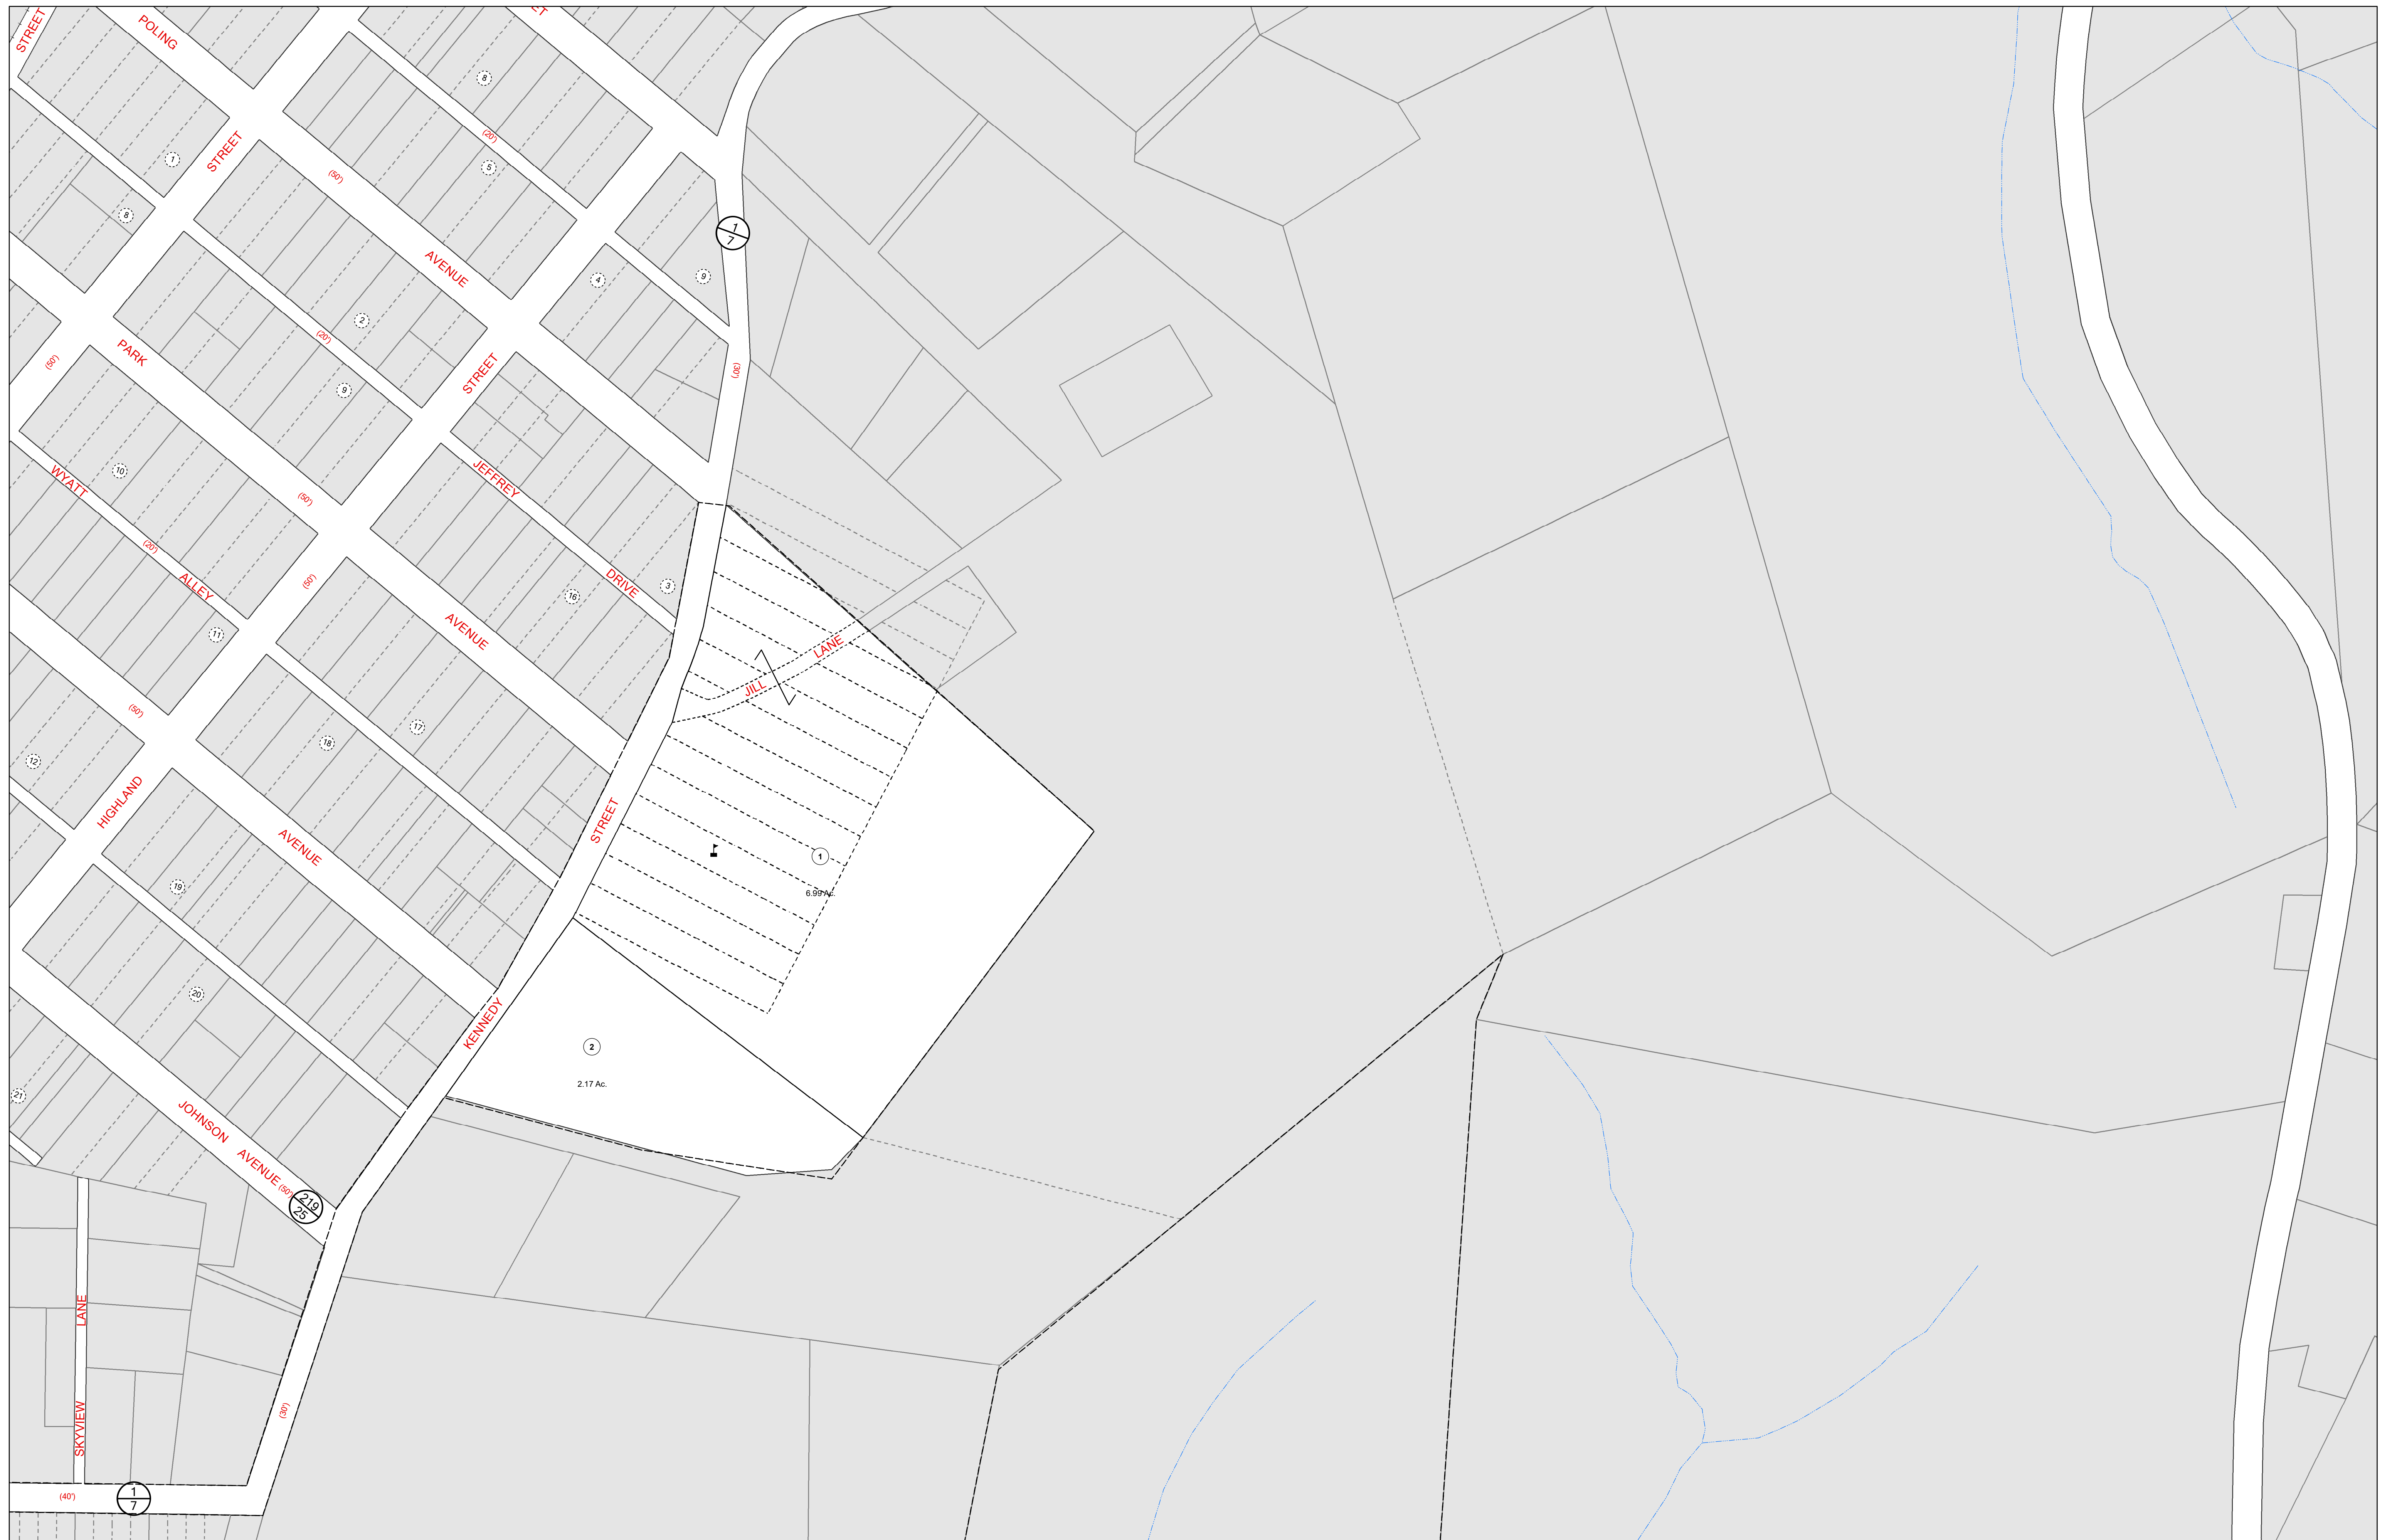 STREET
POLING
ET
8
(20')
1
STREET
5
(50')
8
1
7
AVENUE
4
9
2
(20')
PARK
(50')
STREET
(30')
9
10
WYATT
JEFFREY
(50')
(20')
ALLEY
(50')
DRIVE
3
16
11
AVENUE
LANE
JILL
(50')
17
18
12
HIGHLAND
STREET
AVENUE
1
6.99 Ac.
19
20
KENNEDY
2
2.17 Ac.
21
JOHNSON
AVENUE
(50')
219
25
LANE
SKYVIEW
(30')
(40')
1
7